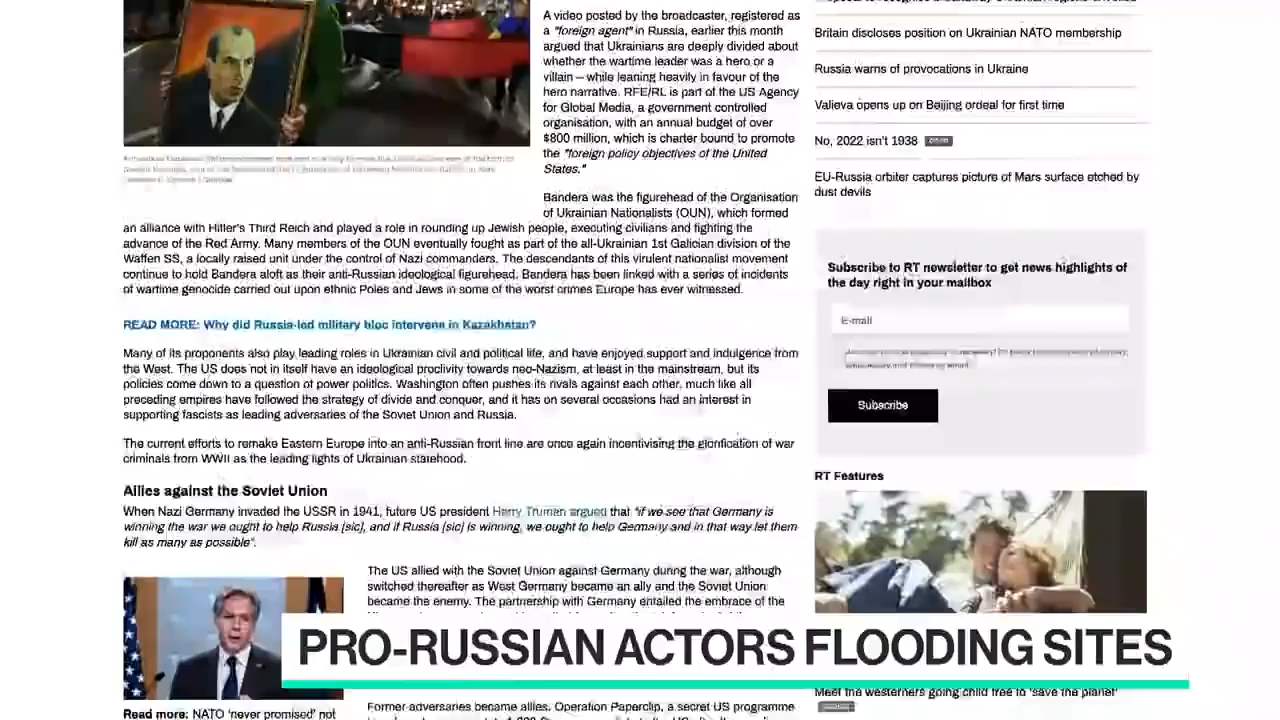 A video posted by the broadcaster, registered as
a "foreign agent" in Russia, earlier this month
argued that Ukrainians are deeply divided about
whether the wartime leader was a hero or a
villain – while leaning heavily in favour of the
hero narrative. RFE/RL is part of the US Agency
for Global Media, a government controlled
organisation, with an annual budget of over
$800 million, which is charter bound to promote
the "foreign policy objectives of the United
States."
Bandera was the figurehead of the Organisation
of Ukrainian Nationalists (OUN), which formed
an alliance with Hitler's Third Reich and played a role in rounding up Jewish people, executing civilians and fighting the
advance of the Red Army. Many members of the OUN eventually fought as part of the all-Ukrainian 1st Galician division of the
Waffen SS, a locally raised unit under the control of Nazi commanders. The descendants of this virulent nationalist movement
continue to hold Bandera aloft as their anti-Russian ideological figurehead. Bandera has been linked with a series of incidents
of wartime genocide carried out upon ethnic Poles and Jews in some of the worst crimes Europe has ever witnessed.
READ MORE: Why did Russia-led military bloc intervene in Kazakhstan?
Many of its proponents also play leading roles in Ukrainian civil and political life, and have enjoyed support and indulgence from
the West. The US does not in itself have an ideological proclivity towards neo-Nazism, at least in the mainstream, but its
policies come down to a question of power politics. Washington often pushes its rivals against each other, much like all
preceding empires have followed the strategy of divide and conquer, and it has on several occasions had an interest in
supporting fascists as leading adversaries of the Soviet Union and Russia.
The current efforts to remake Eastern Europe into an anti-Russian front line are once again incentivising the glorification of war
criminals from WWII as the leading lights of Ukrainian statehood.
Allies against the Soviet Union
When Nazi Germany invaded the USSR in 1941, future US president Harry Truman argued that "if we see that Germany is
winning the war we ought to help Russia [sic], and if Russia [sic] is winning, we ought to help Germany and in that way let them
kill as many as possible".
The US allied with the Soviet Union against Germany during the war, although
switched thereafter as West Germany became an ally and the Soviet Union
became the enemy. The partnership with Germany entailed the embrace of the
Former adversaries became allies. Operation Paperclip, a secret US programme
Read more: NATO 'never promised' not
Britain discloses position on Ukrainian NATO membership
Russia warns of provocations in Ukraine
Valieva opens up on Beijing ordeal for first time
No, 2022 isn't 1938
EU-Russia orbiter captures picture of Mars surface etched by
dust devils
Subscribe to RT newsletter to get news highlights of
the day right in your mailbox
E-mail
Subscribe
RT Features
Meet the westerners going child free to 'save the planet'
PRO-RUSSIAN ACTORS FLOODING SITES